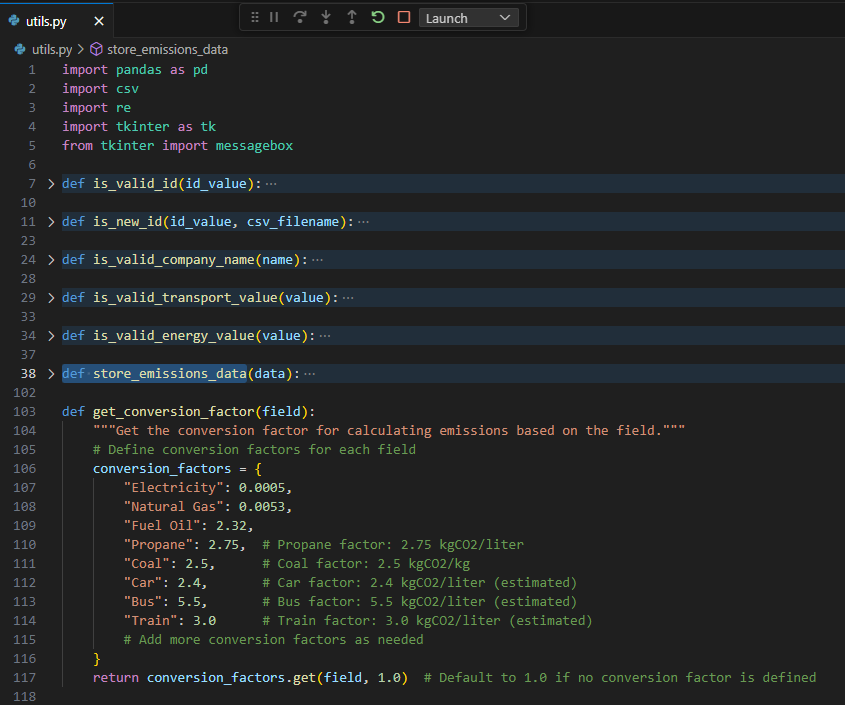 utils.py
Launch
utils.py > store_emissions_data
1 import pandas as pd
2 import csv
3 import re
4 import tkinter as tk
5 from tkinter import messagebox
6
7 def is_valid_id(id_value): ···
10
11 def is_new_id(id_value, csv_filename): ···
23
24 def is_valid_company_name(name): ···
28
29 def is_valid_transport_value(value): ···
33
34 def is_valid_energy_value(value): ···
37
38 def store_emissions_data(data): ···
102
103 def get_conversion_factor(field):
104     """Get the conversion factor for calculating emissions based on the field."""
105     # Define conversion factors for each field
106     conversion_factors = {
107         "Electricity": 0.0005,
108         "Natural Gas": 0.0053,
109         "Fuel Oil": 2.32,
110         "Propane": 2.75,  # Propane factor: 2.75 kgCO2/liter
111         "Coal": 2.5,      # Coal factor: 2.5 kgCO2/kg
112         "Car": 2.4,       # Car factor: 2.4 kgCO2/liter (estimated)
113         "Bus": 5.5,       # Bus factor: 5.5 kgCO2/liter (estimated)
114         "Train": 3.0      # Train factor: 3.0 kgCO2/liter (estimated)
115         # Add more conversion factors as needed
116     }
117     return conversion_factors.get(field, 1.0)  # Default to 1.0 if no conversion factor is defined
118